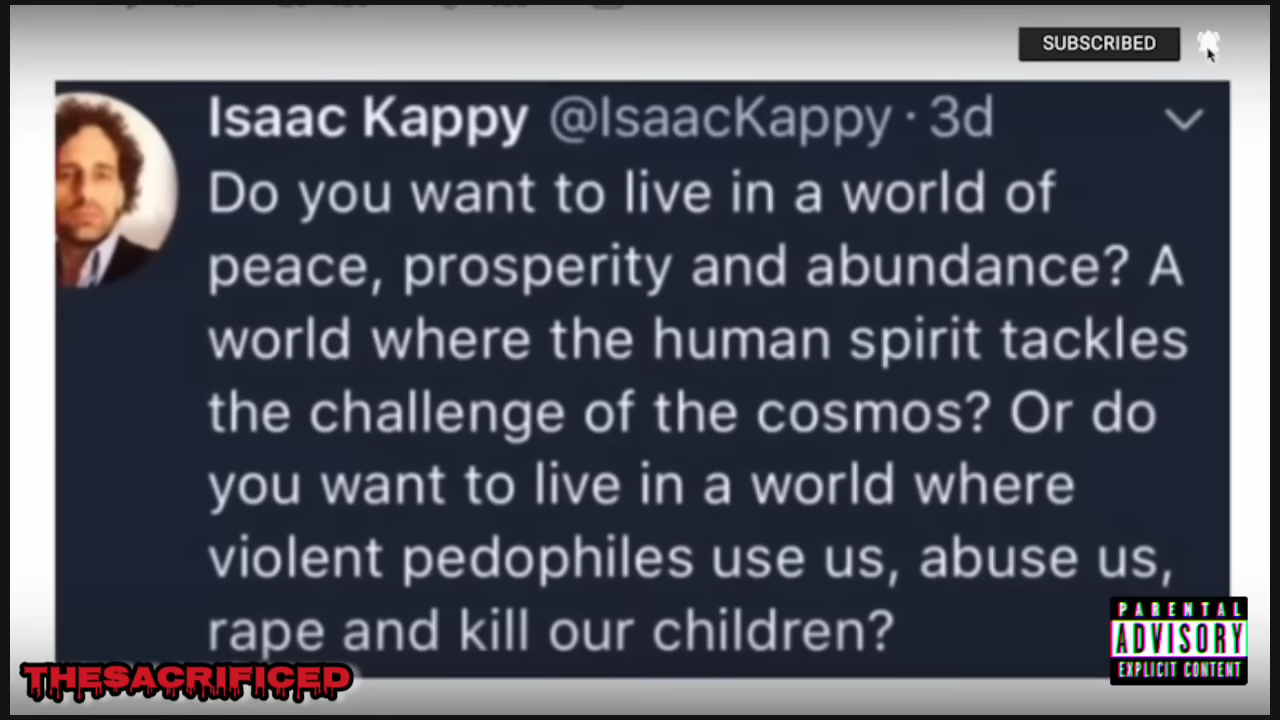 SUBSCRIBED
Isaac Kappy @IsaacKappy · 3d
Do you want to live in a world of
peace, prosperity and abundance? A
world where the human spirit tackles
the challenge of the cosmos? Or do
you want to live in a world where
violent pedophiles use us, abuse us,
rape and kill our children?
PARENTAL
ADVISORY
EXPLICIT CONTENT
THESACRIFICED